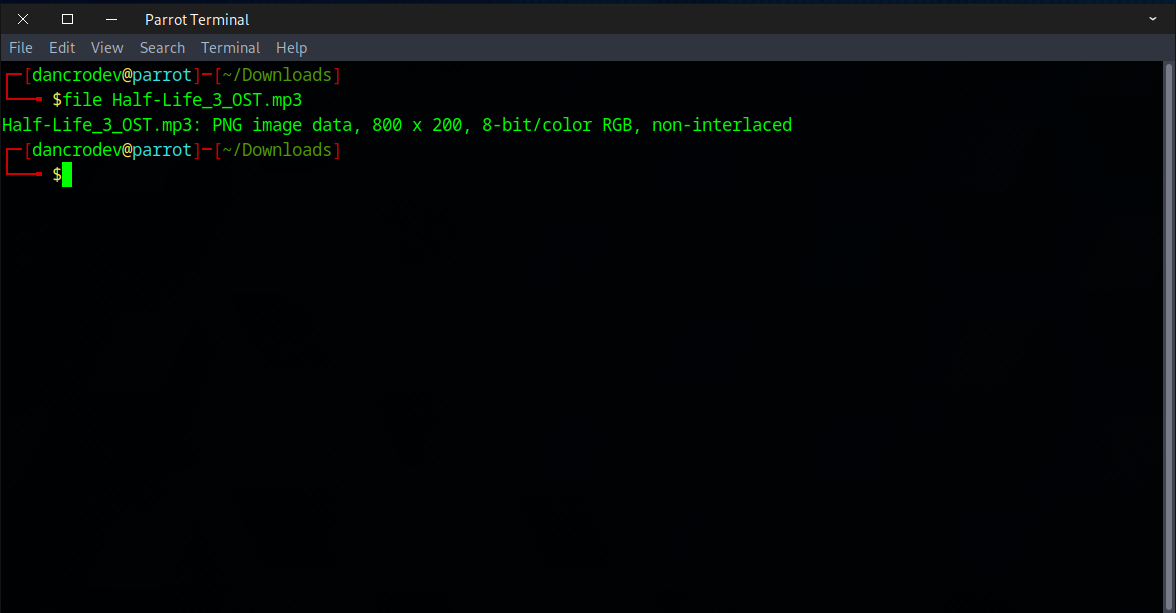 Parrot Terminal
File Edit View Search Terminal Help
┌─[dancrodev@parrot]─[~/Downloads]
└──╼ $file Half-Life_3_OST.mp3
Half-Life_3_OST.mp3: PNG image data, 800 x 200, 8-bit/color RGB, non-interlaced
┌─[dancrodev@parrot]─[~/Downloads]
└──╼ $